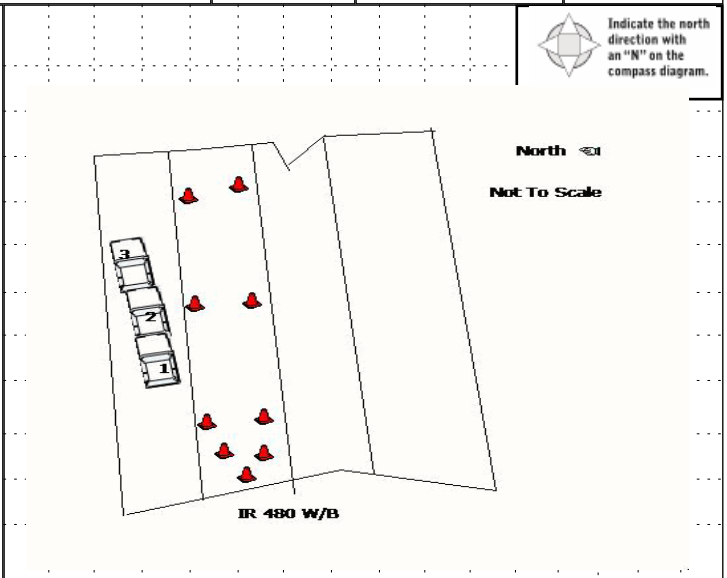 Indicate the north
direction with
an “N” on the
compass diagram.
North
Not To Scale
3
2
1
IR 480 W/B